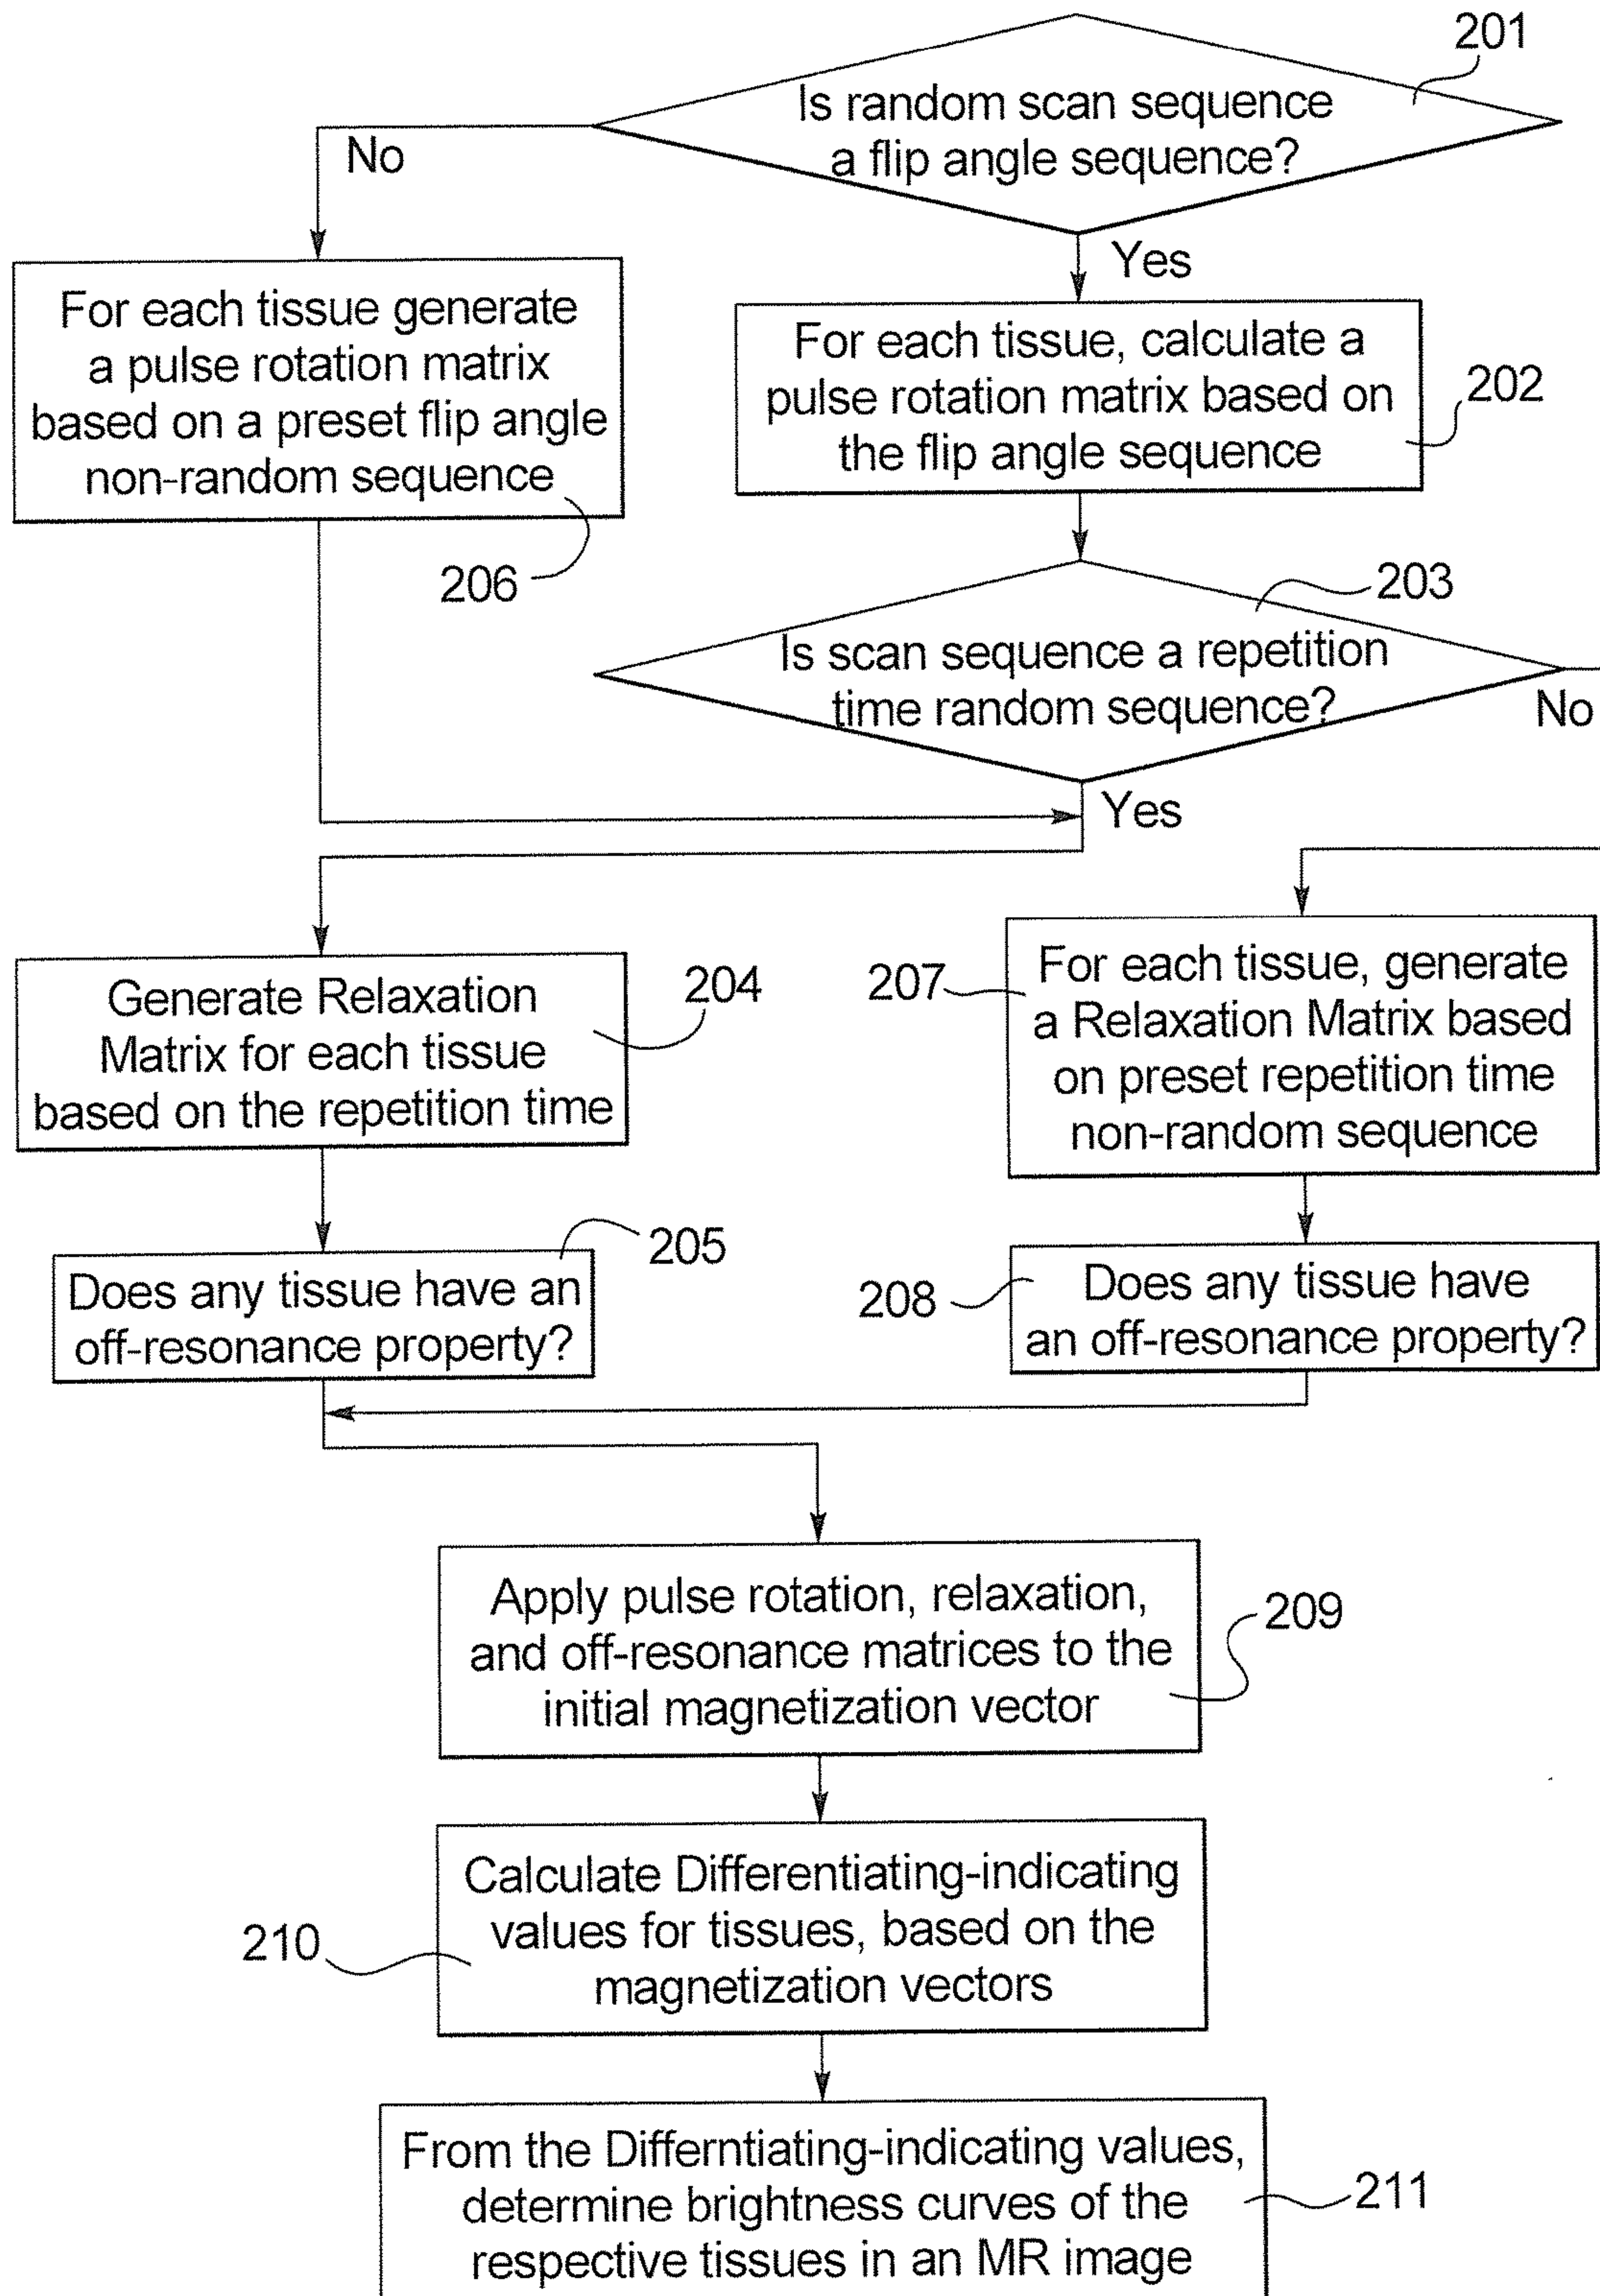 201
Is random scan sequence
a flip angle sequence?
No
Yes
For each tissue generate
a pulse rotation matrix
based on a preset flip angle
non-random sequence
206
For each tissue, calculate a
pulse rotation matrix based on
the flip angle sequence
202
203
Is scan sequence a repetition
time random sequence?
No
Yes
Generate Relaxation
Matrix for each tissue
based on the repetition time
204
207
For each tissue, generate
a Relaxation Matrix based
on preset repetition time
non-random sequence
205
Does any tissue have an
off-resonance property?
208
Does any tissue have
an off-resonance property?
Apply pulse rotation, relaxation,
and off-resonance matrices to the
initial magnetization vector
209
Calculate Differentiating-indicating
values for tissues, based on the
magnetization vectors
210
From the Differntiating-indicating values,
determine brightness curves of the
respective tissues in an MR image
211